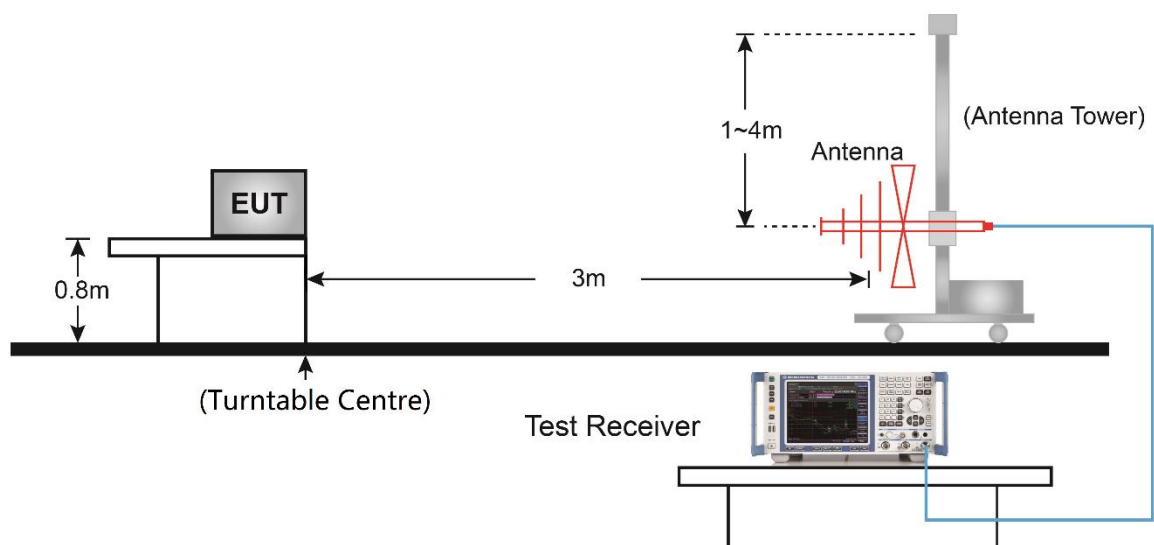 1~4m
(Antenna Tower)
Antenna
EUT
0.8m
3m
(Turntable Centre)
Test Receiver